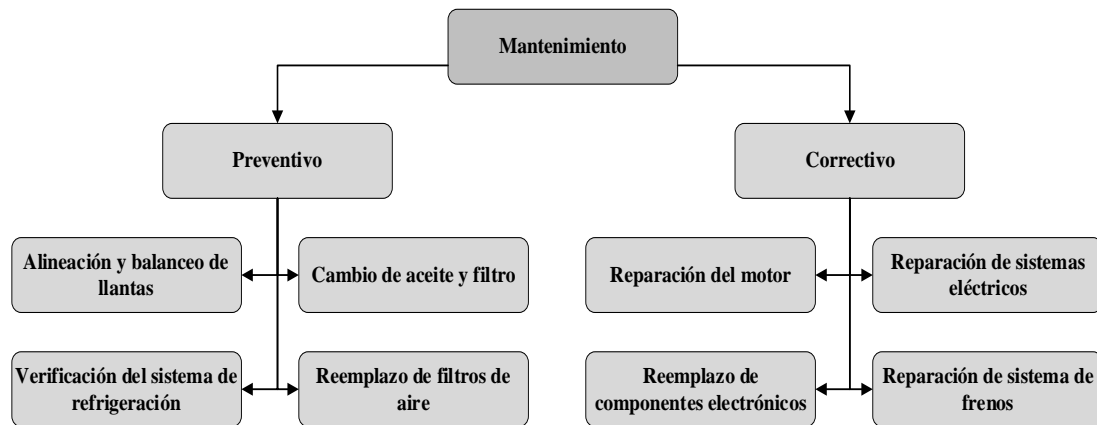 Mantenimiento
Preventivo
Correctivo
Alineación y balanceo de
llantas
Cambio de aceite y filtro
Reparación del motor
Reparación de sistemas
eléctricos
Verificación del sistema de
refrigeración
Reemplazo de filtros de
aire
Reemplazo de
componentes electrónicos
Reparación de sistema de
frenos